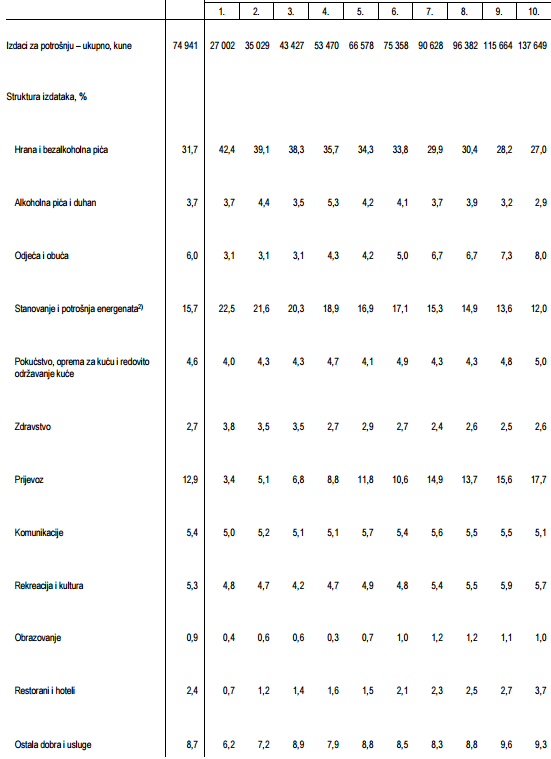 1. 2. 3. 4. 5. 6. 7. 8. 9. 10.
Izdaci za potrošnju – ukupno, kune 74 941 27 002 35 029 43 427 53 470 66 578 75 358 90 628 96 382 115 664 137 649
Struktura izdataka, %
Hrana i bezalkoholna pića 31,7 42,4 39,1 38,3 35,7 34,3 33,8 29,9 30,4 28,2 27,0
Alkoholna pića i duhan 3,7 3,7 4,4 3,5 5,3 4,2 4,1 3,7 3,9 3,2 2,9
Odjeća i obuća 6,0 3,1 3,1 3,1 4,3 4,2 5,0 6,7 6,7 7,3 8,0
Stanovanje i potrošnja energenata²⁾ 15,7 22,5 21,6 20,3 18,9 16,9 17,1 15,3 14,9 13,6 12,0
Pokućstvo, oprema za kuću i redovito 4,6 4,0 4,3 4,3 4,7 4,1 4,9 4,3 4,3 4,8 5,0
održavanje kuće
Zdravstvo 2,7 3,8 3,5 3,5 2,7 2,9 2,7 2,4 2,6 2,5 2,6
Prijevoz 12,9 3,4 5,1 6,8 8,8 11,8 10,6 14,9 13,7 15,6 17,7
Komunikacije 5,4 5,0 5,2 5,1 5,1 5,7 5,4 5,6 5,5 5,5 5,1
Rekreacija i kultura 5,3 4,8 4,7 4,2 4,7 4,9 4,8 5,4 5,5 5,9 5,7
Obrazovanje 0,9 0,4 0,6 0,6 0,3 0,7 1,0 1,2 1,2 1,1 1,0
Restorani i hoteli 2,4 0,7 1,2 1,4 1,6 1,5 2,1 2,3 2,5 2,7 3,7
Ostala dobra i usluge 8,7 6,2 7,2 8,9 7,9 8,8 8,5 8,3 8,8 9,6 9,3